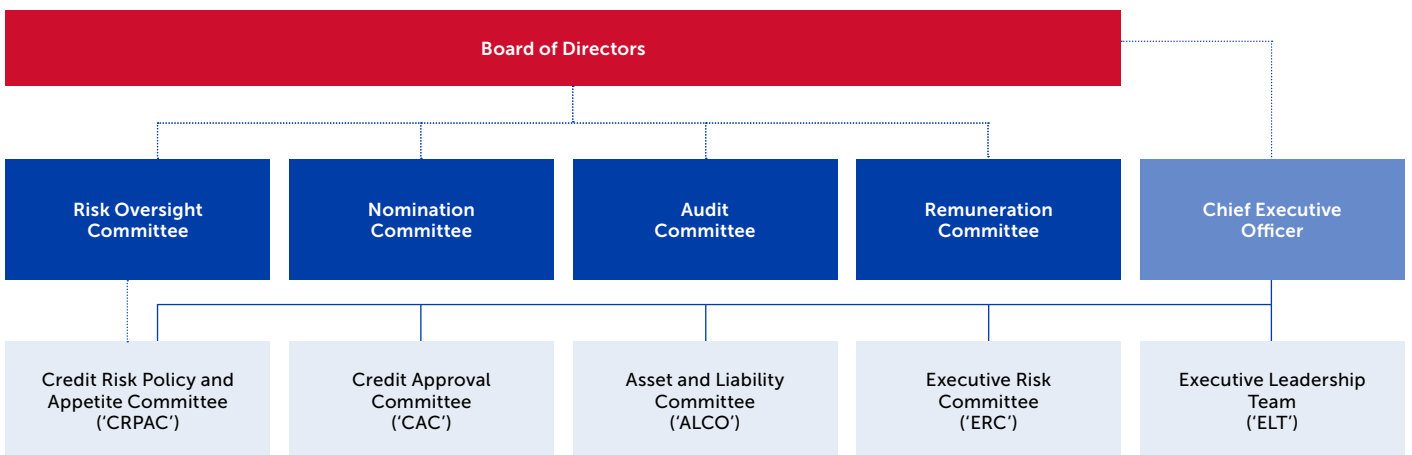 Board of Directors
Risk Oversight
Committee
Nomination
Committee
Audit
Committee
Remuneration
Committee
Chief Executive
Officer
Credit Risk Policy and
Appetite Committee
(‘CRPAC’)
Credit Approval
Committee
(‘CAC’)
Asset and Liability
Committee
(‘ALCO’)
Executive Risk
Committee
(‘ERC’)
Executive Leadership
Team
(‘ELT’)